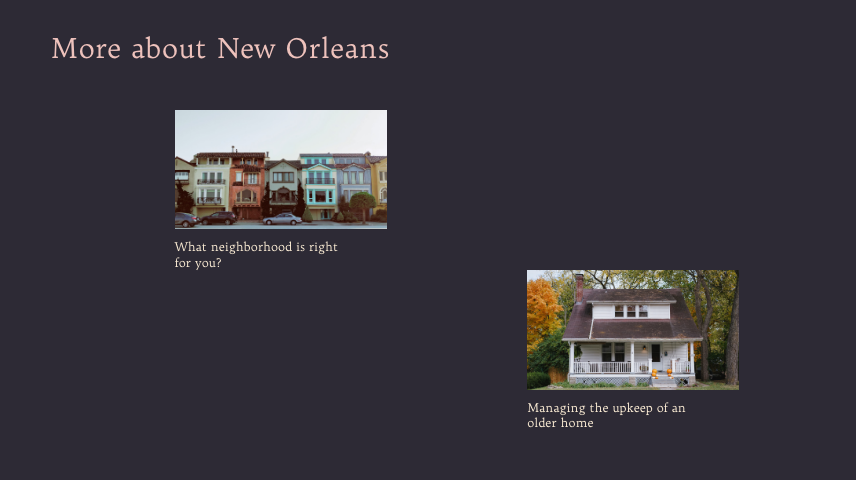 More about New Orleans
What neighborhood is right
for you?
Managing the upkeep of an
older home